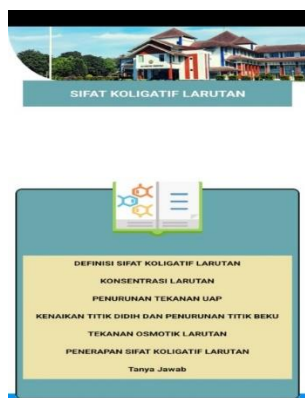 SIFAT KOLIGATIF LARUTAN
DEFINISI SIFAT KOLIGATIF LARUTAN
KONSENTRASI LARUTAN
PENURUNAN TEKANAN UAP
KENAIKAN TITIK DIDIH DAN PENURUNAN TITIK BEKU
TEKANAN OSMOTIK LARUTAN
PENERAPAN SIFAT KOLIGATIF LARUTAN
Tanya Jawab